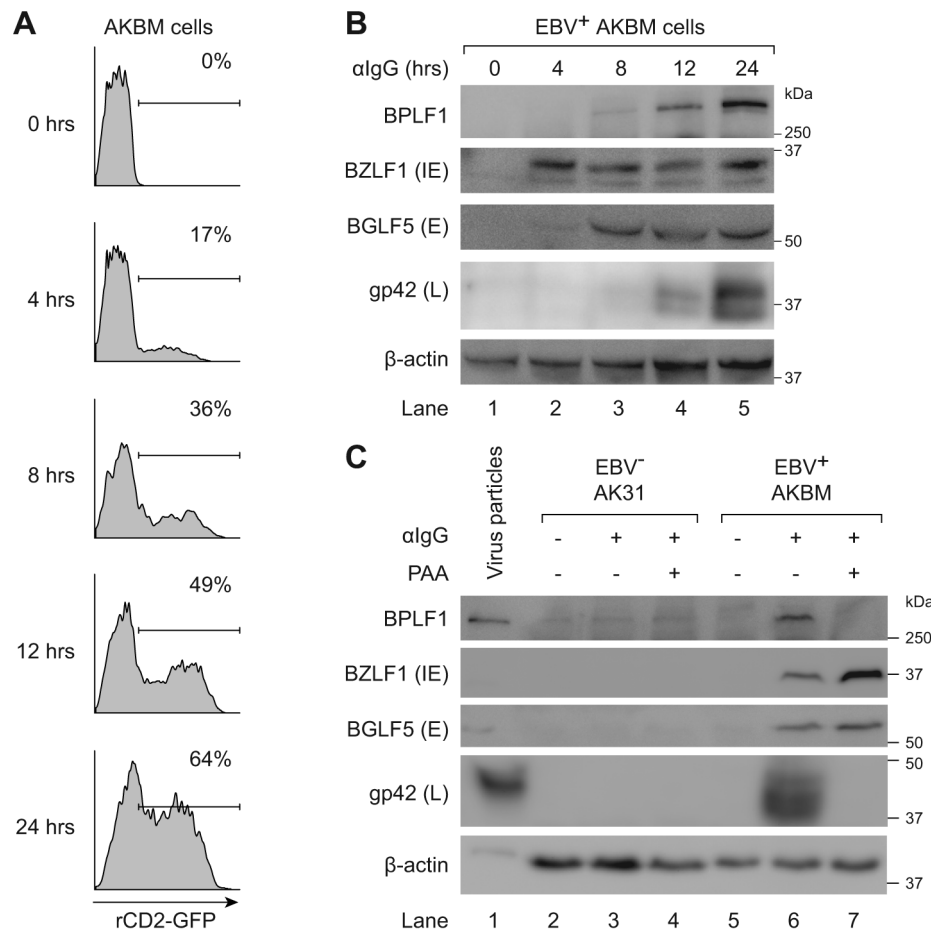 A
AKBM cells
0%
0 hrs
17%
4 hrs
36%
8 hrs
49%
12 hrs
64%
24 hrs
rCD2-GFP
B
EBV+ AKBM cells
αIgG (hrs) 0 4 8 12 24
kDa
BPLF1
250
37
BZLF1 (IE)
BGLF5 (E)
50
gp42 (L)
37
β-actin
37
Lane 1 2 3 4 5
C
Virus particles
EBV- EBV+
AK31 AKBM
αIgG - + + - + +
PAA - - + - - +
kDa
BPLF1
250
BZLF1 (IE) 37
BGLF5 (E)
50
50
gp42 (L)
37
β-actin
37
Lane 1 2 3 4 5 6 7